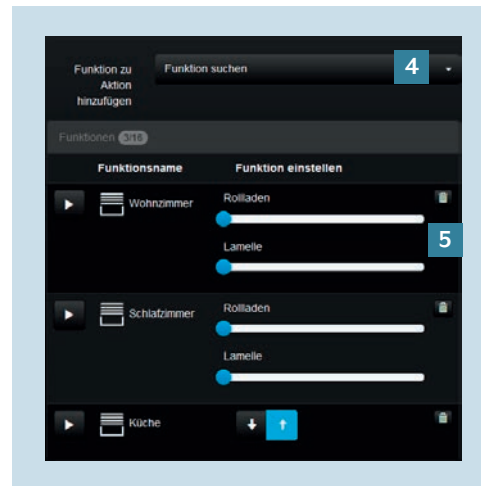 Funktion zu
Aktion
hinzufügen
Funktion suchen
4
Funktionen 3/16
Funktionsname Funktion einstellen
Wohnzimmer
Rollladen
5
Lamelle
Schlafzimmer
Rollladen
Lamelle
Küche